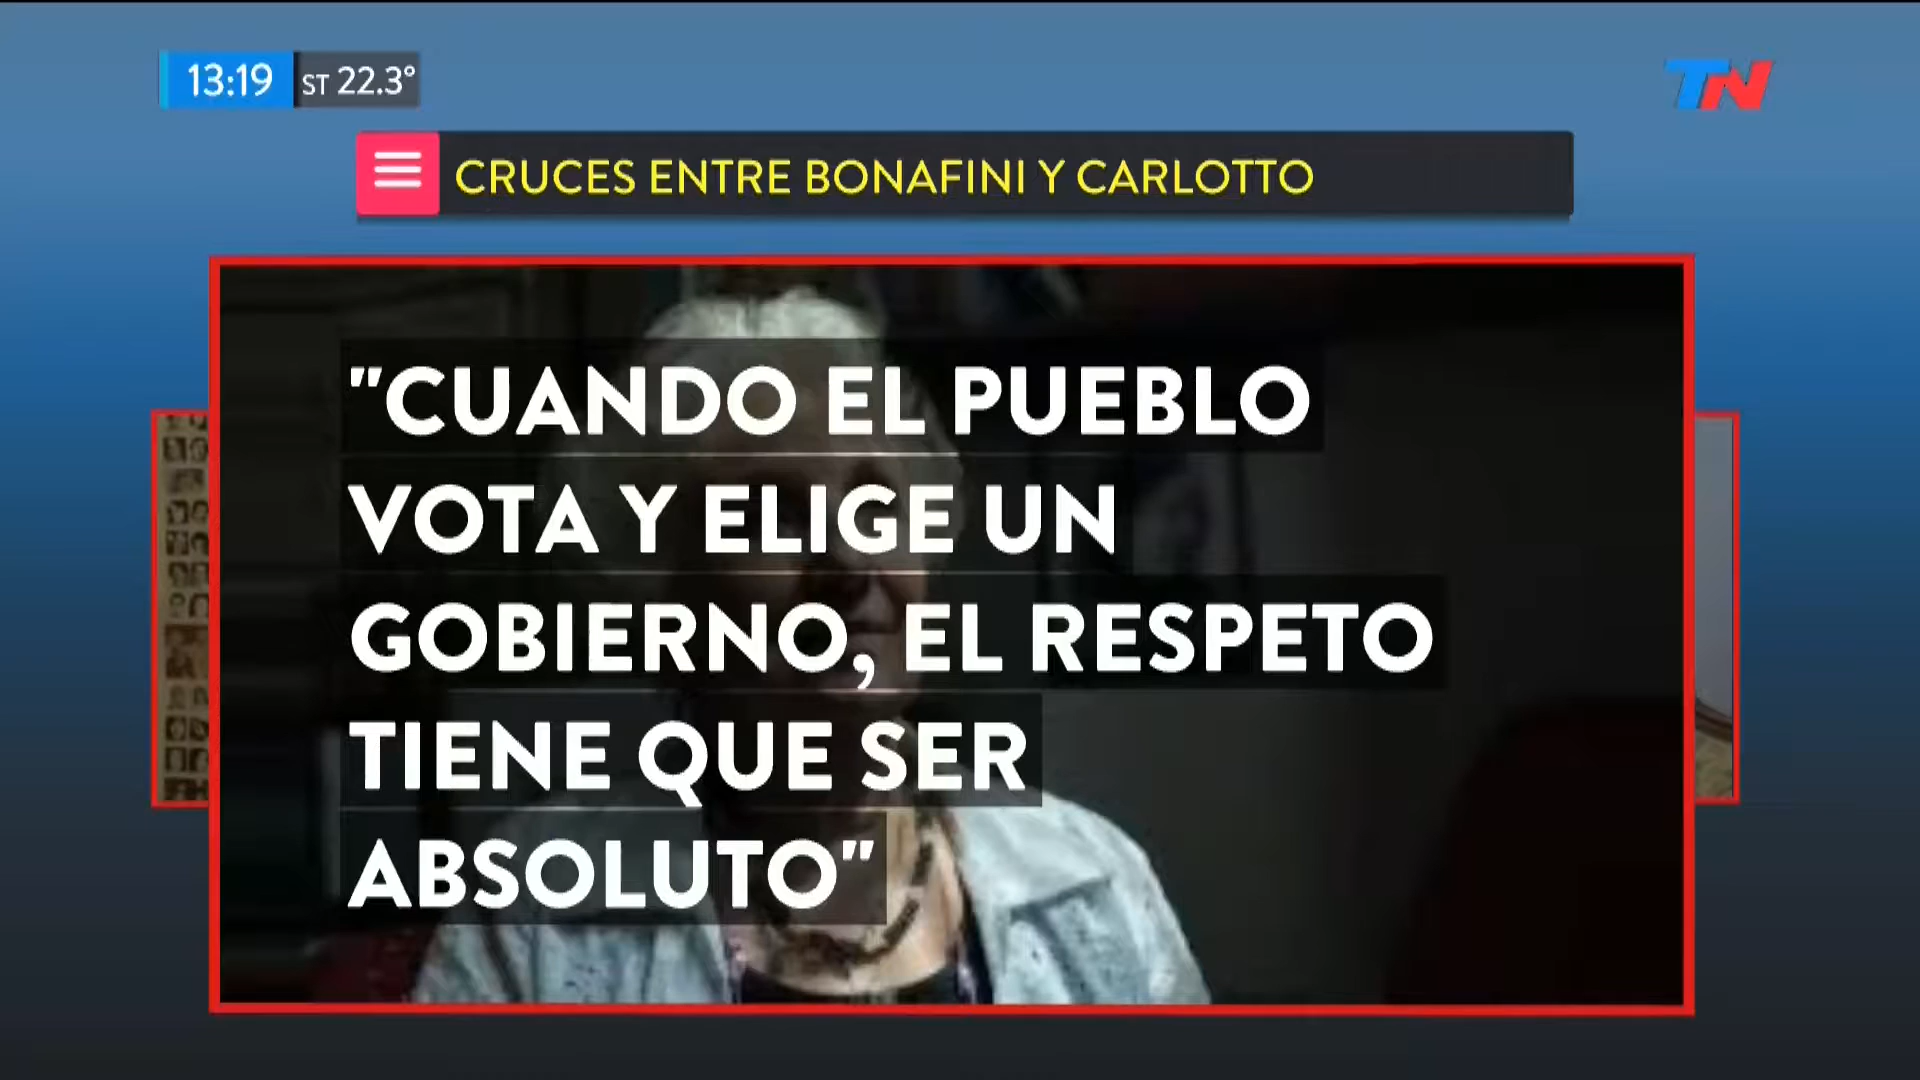 13:19 ST 22.3°
TN
CRUCES ENTRE BONAFINI Y CARLOTTO
"CUANDO EL PUEBLO
VOTA Y ELIGE UN
GOBIERNO, EL RESPETO
TIENE QUE SER
ABSOLUTO"